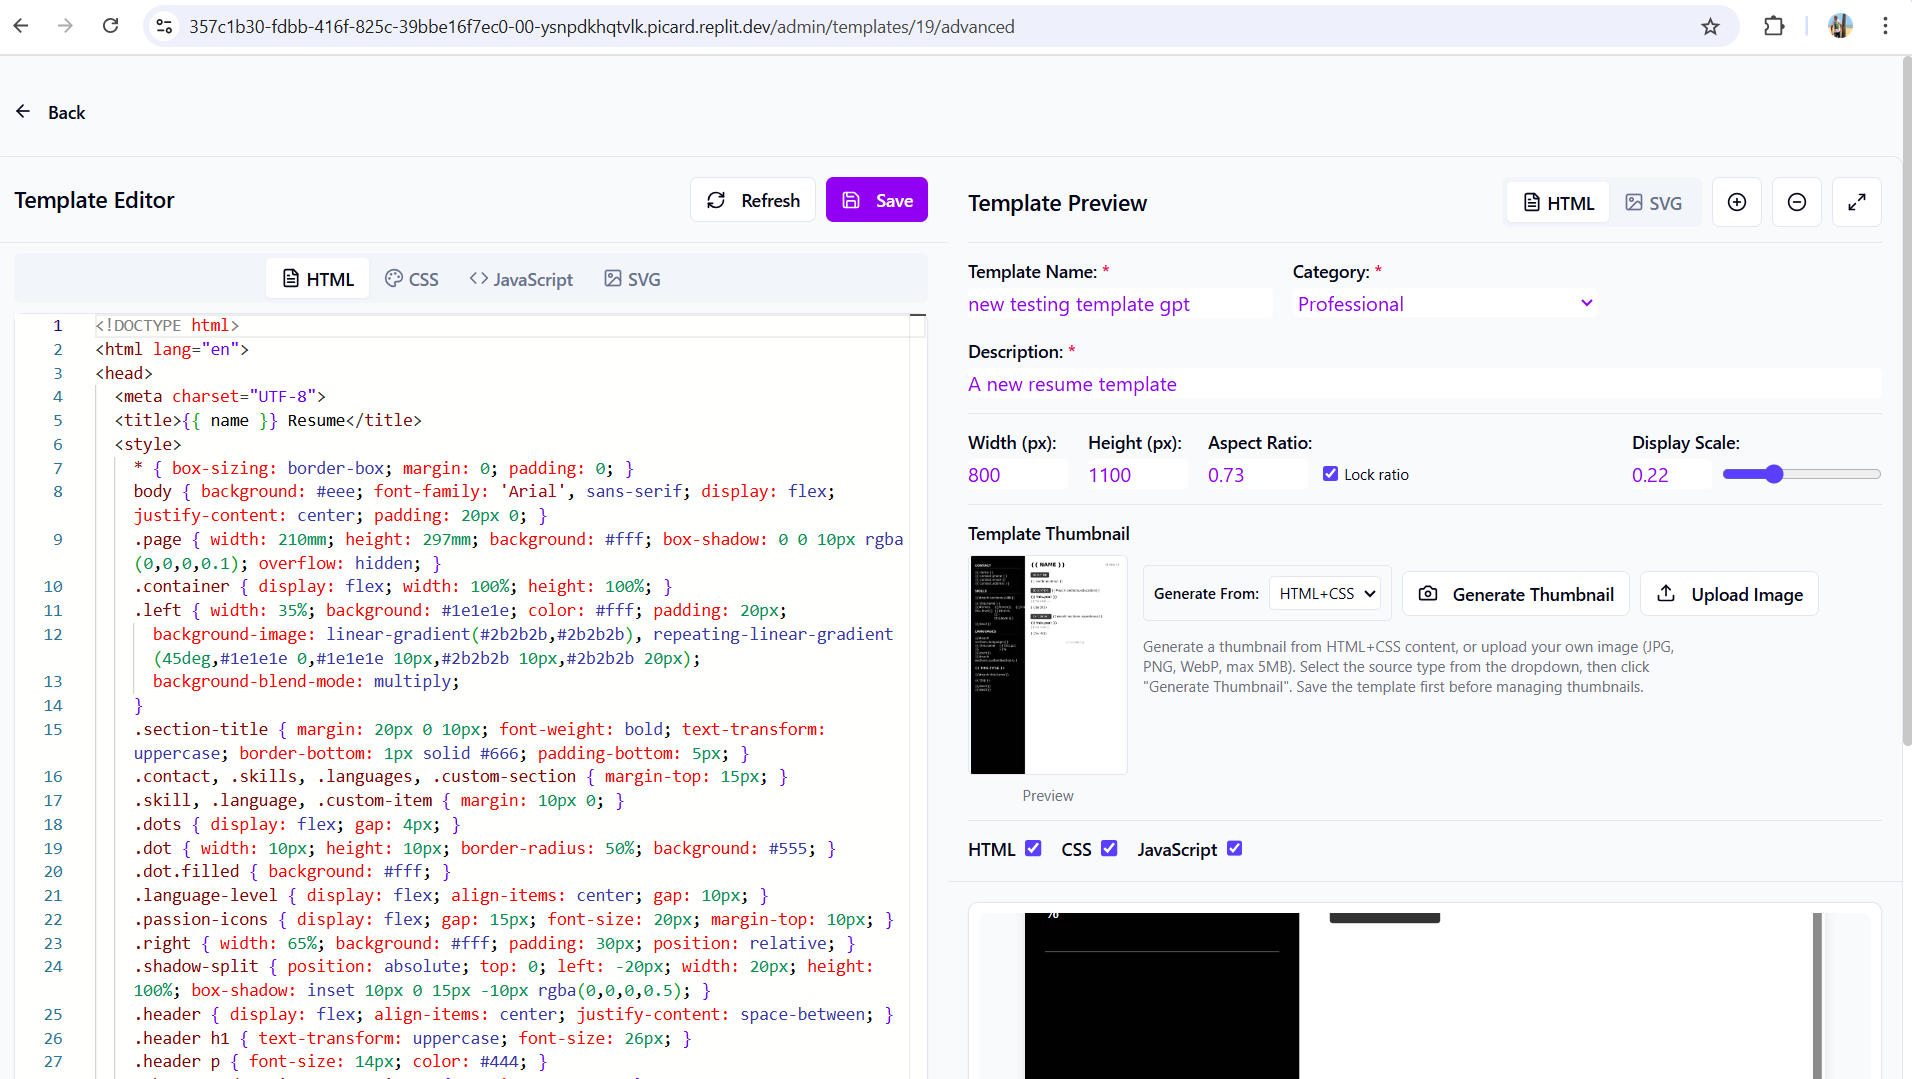 357c1b30-fdbb-416f-825c-39bbe16f7ec0-00-ysnpdkhqtvlk.picard.replit.dev/admin/templates/19/advanced
Back
Template Editor
Refresh
Save
HTML
CSS
JavaScript
SVG
1 <!DOCTYPE html>
2 <html lang="en">
3 <head>
4 <meta charset="UTF-8">
5 <title>{{ name }} Resume</title>
6 <style>
7 * { box-sizing: border-box; margin: 0; padding: 0; }
8 body { background: #eee; font-family: 'Arial', sans-serif; display: flex;
justify-content: center; padding: 20px 0; }
9 .page { width: 210mm; height: 297mm; background: #fff; box-shadow: 0 0 10px rgba
(0,0,0,0.1); overflow: hidden; }
10 .container { display: flex; width: 100%; height: 100%; }
11 .left { width: 35%; background: #1e1e1e; color: #fff; padding: 20px;
12 background-image: linear-gradient(#2b2b2b,#2b2b2b), repeating-linear-gradient
(45deg,#1e1e1e 0,#1e1e1e 10px,#2b2b2b 10px,#2b2b2b 20px);
13 background-blend-mode: multiply;
14 }
15 .section-title { margin: 20px 0 10px; font-weight: bold; text-transform:
uppercase; border-bottom: 1px solid #666; padding-bottom: 5px; }
16 .contact, .skills, .languages, .custom-section { margin-top: 15px; }
17 .skill, .language, .custom-item { margin: 10px 0; }
18 .dots { display: flex; gap: 4px; }
19 .dot { width: 10px; height: 10px; border-radius: 50%; background: #555; }
20 .dot.filled { background: #fff; }
21 .language-level { display: flex; align-items: center; gap: 10px; }
22 .passion-icons { display: flex; gap: 15px; font-size: 20px; margin-top: 10px; }
23 .right { width: 65%; background: #fff; padding: 30px; position: relative; }
24 .shadow-split { position: absolute; top: 0; left: -20px; width: 20px; height:
100%; box-shadow: inset 10px 0 15px -10px rgba(0,0,0,0.5); }
25 .header { display: flex; align-items: center; justify-content: space-between; }
26 .header h1 { text-transform: uppercase; font-size: 26px; }
27 .header p { font-size: 14px; color: #444; }
Template Preview
HTML
SVG
Template Name: *
Category: *
new testing template gpt
Professional
Description: *
A new resume template
Width (px):
Height (px):
Aspect Ratio:
Display Scale:
800
1100
0.73
Lock ratio
0.22
Template Thumbnail
CONTACT
SKILLS
LANGUAGES
{{ NAME }}
Generate From:
HTML+CSS
Generate Thumbnail
Upload Image
Generate a thumbnail from HTML+CSS content, or upload your own image (JPG,
PNG, WebP, max 5MB). Select the source type from the dropdown, then click
"Generate Thumbnail". Save the template first before managing thumbnails.
Preview
HTML
CSS
JavaScript